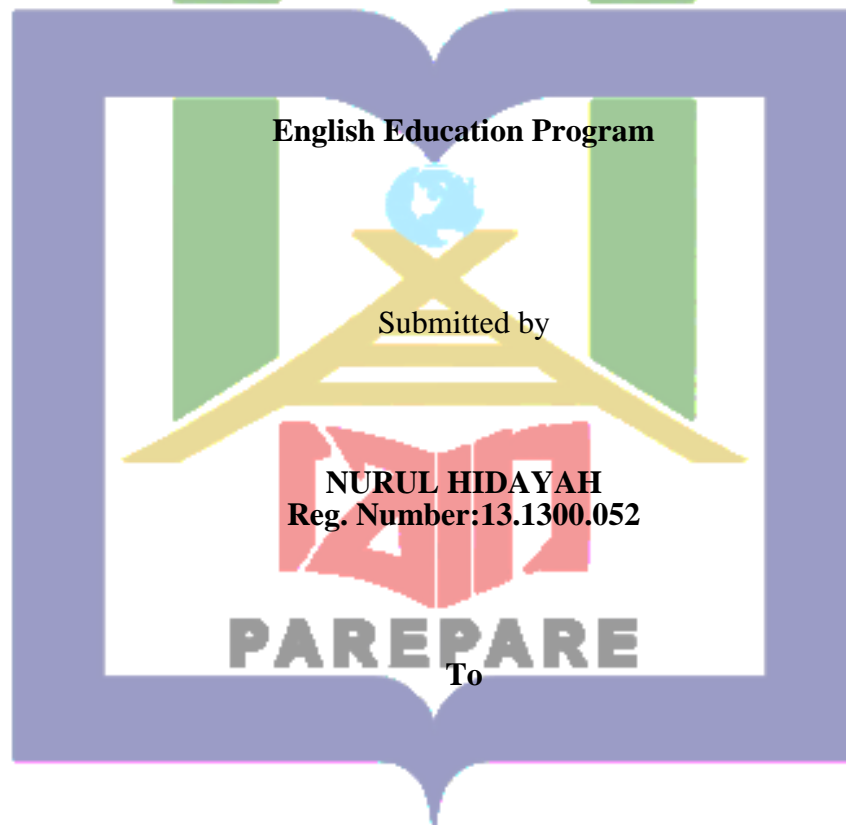 English Education Program
Submitted by
NURUL HIDAYAH
Reg. Number:13.1300.052
PAREPARE
To